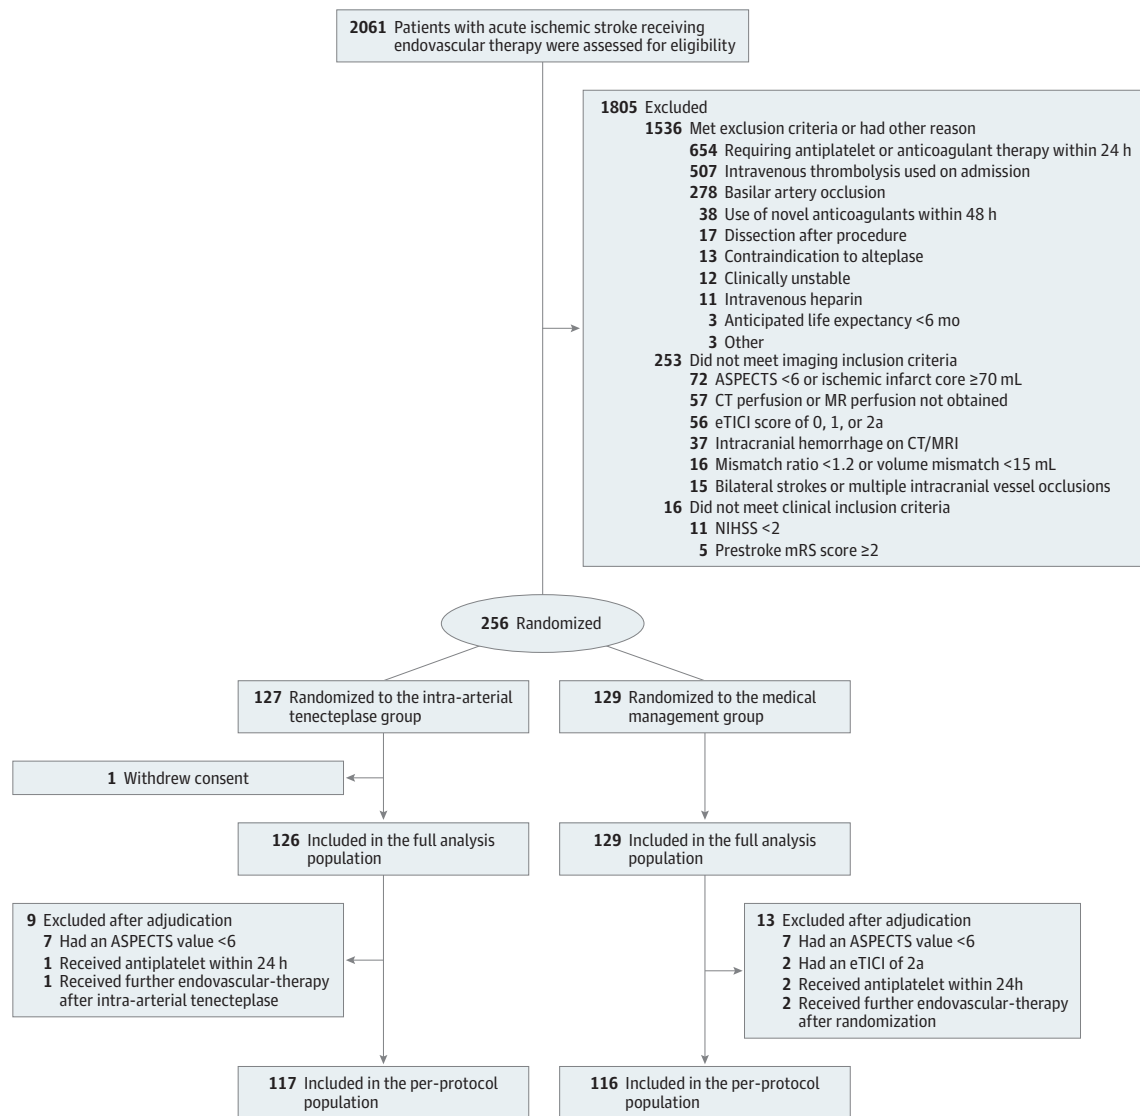 2061 Patients with acute ischemic stroke receiving
endovascular therapy were assessed for eligibility
1805 Excluded
1536 Met exclusion criteria or had other reason
654 Requiring antiplatelet or anticoagulant therapy within 24 h
507 Intravenous thrombolysis used on admission
278 Basilar artery occlusion
38 Use of novel anticoagulants within 48 h
17 Dissection after procedure
13 Contraindication to alteplase
12 Clinically unstable
11 Intravenous heparin
3 Anticipated life expectancy <6 mo
3 Other
253 Did not meet imaging inclusion criteria
72 ASPECTS <6 or ischemic infarct core ≥70 mL
57 CT perfusion or MR perfusion not obtained
56 eTICI score of 0, 1, or 2a
37 Intracranial hemorrhage on CT/MRI
16 Mismatch ratio <1.2 or volume mismatch <15 mL
15 Bilateral strokes or multiple intracranial vessel occlusions
16 Did not meet clinical inclusion criteria
11 NIHSS <2
5 Prestroke mRS score ≥2
256 Randomized
127 Randomized to the intra-arterial
tenecteplase group
129 Randomized to the medical
management group
1 Withdrew consent
126 Included in the full analysis
population
129 Included in the full analysis
population
9 Excluded after adjudication
7 Had an ASPECTS value <6
1 Received antiplatelet within 24 h
1 Received further endovascular-therapy
after intra-arterial tenecteplase
13 Excluded after adjudication
7 Had an ASPECTS value <6
2 Had an eTICI of 2a
2 Received antiplatelet within 24h
2 Received further endovascular-therapy
after randomization
117 Included in the per-protocol
population
116 Included in the per-protocol
population